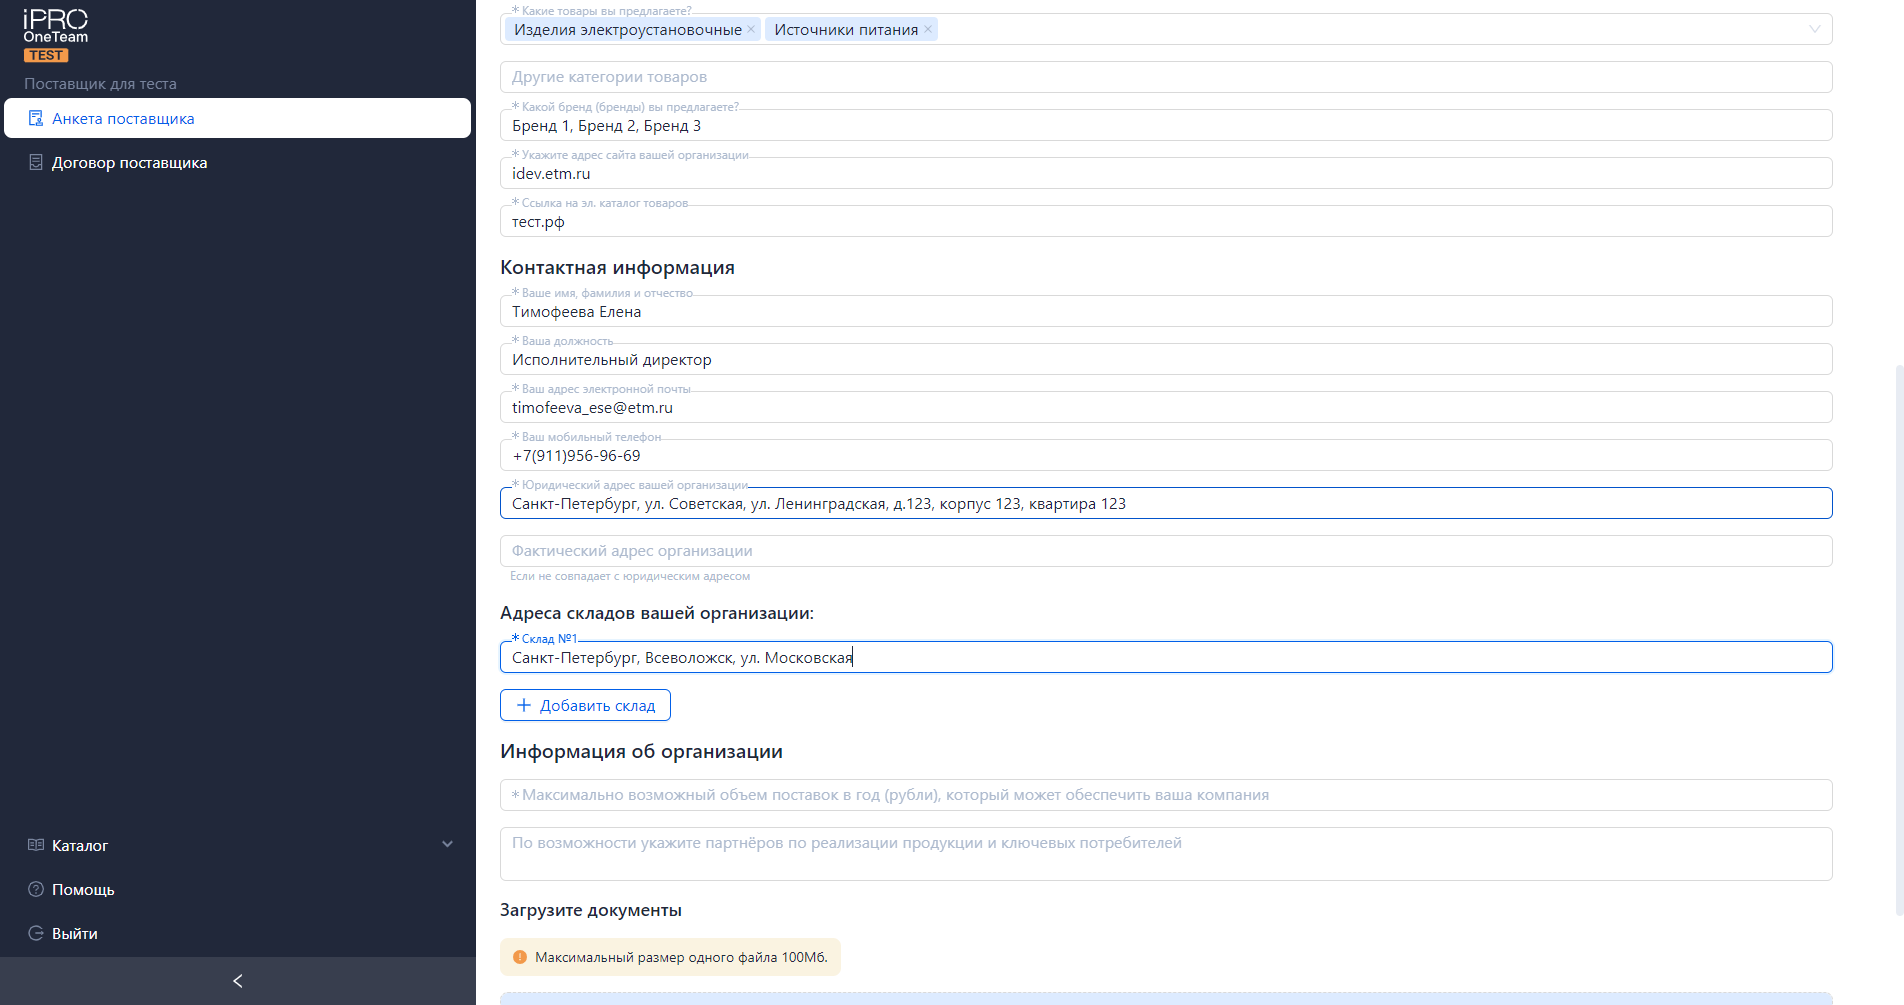 iPRO
OneTeam
TEST
Поставщик для теста
Анкета поставщика
Договор поставщика
Каталог
Помощь
Выйти
* Какие товары вы предлагаете?
Изделия электроустановочные × Источники питания ×
Другие категории товаров
* Какой бренд (бренды) вы предлагаете?
Бренд 1, Бренд 2, Бренд 3
* Укажите адрес сайта вашей организации
idev.etm.ru
* Ссылка на эл. каталог товаров
тест.рф
Контактная информация
* Ваше имя, фамилия и отчество
Тимофеева Елена
* Ваша должность
Исполнительный директор
* Ваш адрес электронной почты
timofeeva_ese@etm.ru
* Ваш мобильный телефон
+7(911)956-96-69
* Юридический адрес вашей организации
Санкт-Петербург, ул. Советская, ул. Ленинградская, д.123, корпус 123, квартира 123
Фактический адрес организации
Если не совпадает с юридическим адресом
Адреса складов вашей организации:
* Склад №1
Санкт-Петербург, Всеволожск, ул. Московская
+ Добавить склад
Информация об организации
* Максимально возможный объем поставок в год (рубли), который может обеспечить ваша компания
По возможности укажите партнёров по реализации продукции и ключевых потребителей
Загрузите документы
Максимальный размер одного файла 100Мб.